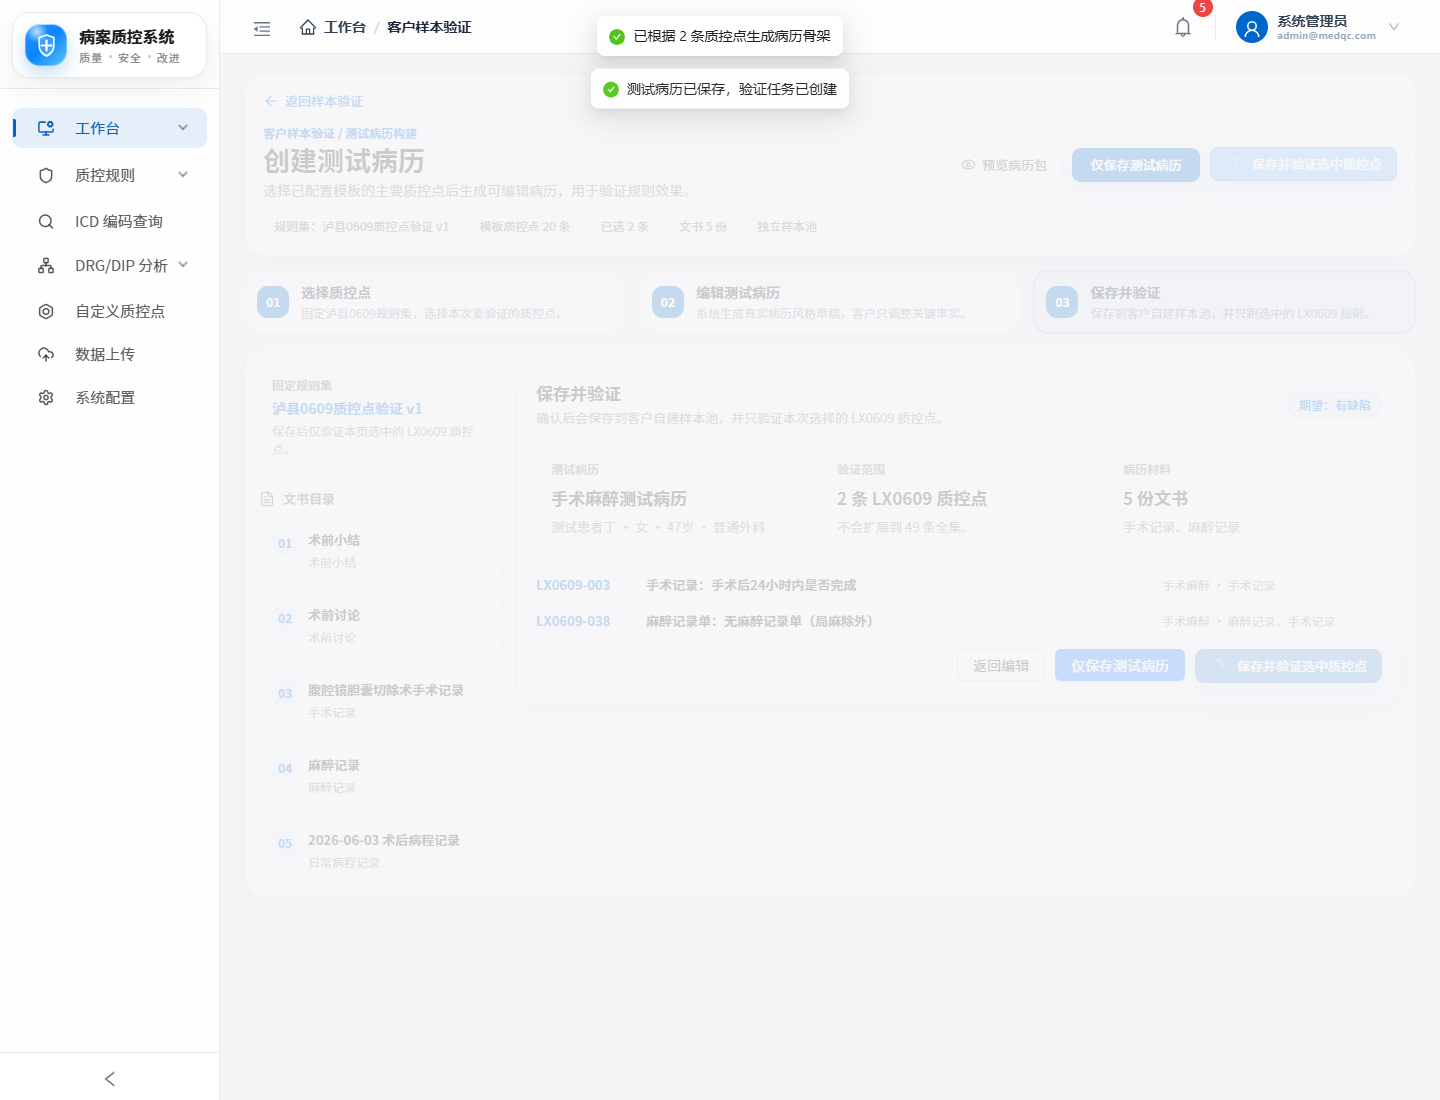 病案质控系统
质量 • 安全 • 改进
工作台
质控规则
ICD 编码查询
DRG/DIP 分析
自定义质控点
数据上传
系统配置
工作台 / 客户样本验证
5
系统管理员
admin@medqc.com
已根据 2 条质控点生成病历骨架
测试病历已保存，验证任务已创建
返回样本验证
客户样本验证 / 测试病历构建
创建测试病历
选择已配置模板的主要质控点后生成可编辑病历，用于验证规则效果。
预览病历包
仅保存测试病历
保存并验证选中质控点
规则集：泸县0609质控点验证 v1
模板质控点 20 条
已选 2 条
文书 5 份
独立样本池
01
选择质控点
固定泸县0609规则集，选择本次要验证的质控点。
02
编辑测试病历
系统生成真实病历风格草稿，客户只调整关键事实。
03
保存并验证
保存到客户自建样本池，并只跑选中的 LX0609 规则。
固定规则集
泸县0609质控点验证 v1
保存后仅验证本页选中的 LX0609 质控
点。
文书目录
01
术前小结
术前小结
02
术前讨论
术前讨论
03
腹腔镜胆囊切除术手术记录
手术记录
04
麻醉记录
麻醉记录
05
2026-06-03 术后病程记录
日常病程记录
保存并验证
确认后会保存到客户自建样本池，并只验证本次选择的 LX0609 质控点。
期望：有缺陷
测试病历
手术麻醉测试病历
测试患者丁 · 女 · 47岁 · 普通外科
验证范围
2 条 LX0609 质控点
不会扩展到 49 条全集。
病历材料
5 份文书
手术记录、麻醉记录
LX0609-003
手术记录：手术后24小时内是否完成
手术麻醉 · 手术记录
LX0609-038
麻醉记录单：无麻醉记录单（局麻除外）
手术麻醉 · 麻醉记录、手术记录
返回编辑
仅保存测试病历
保存并验证选中质控点